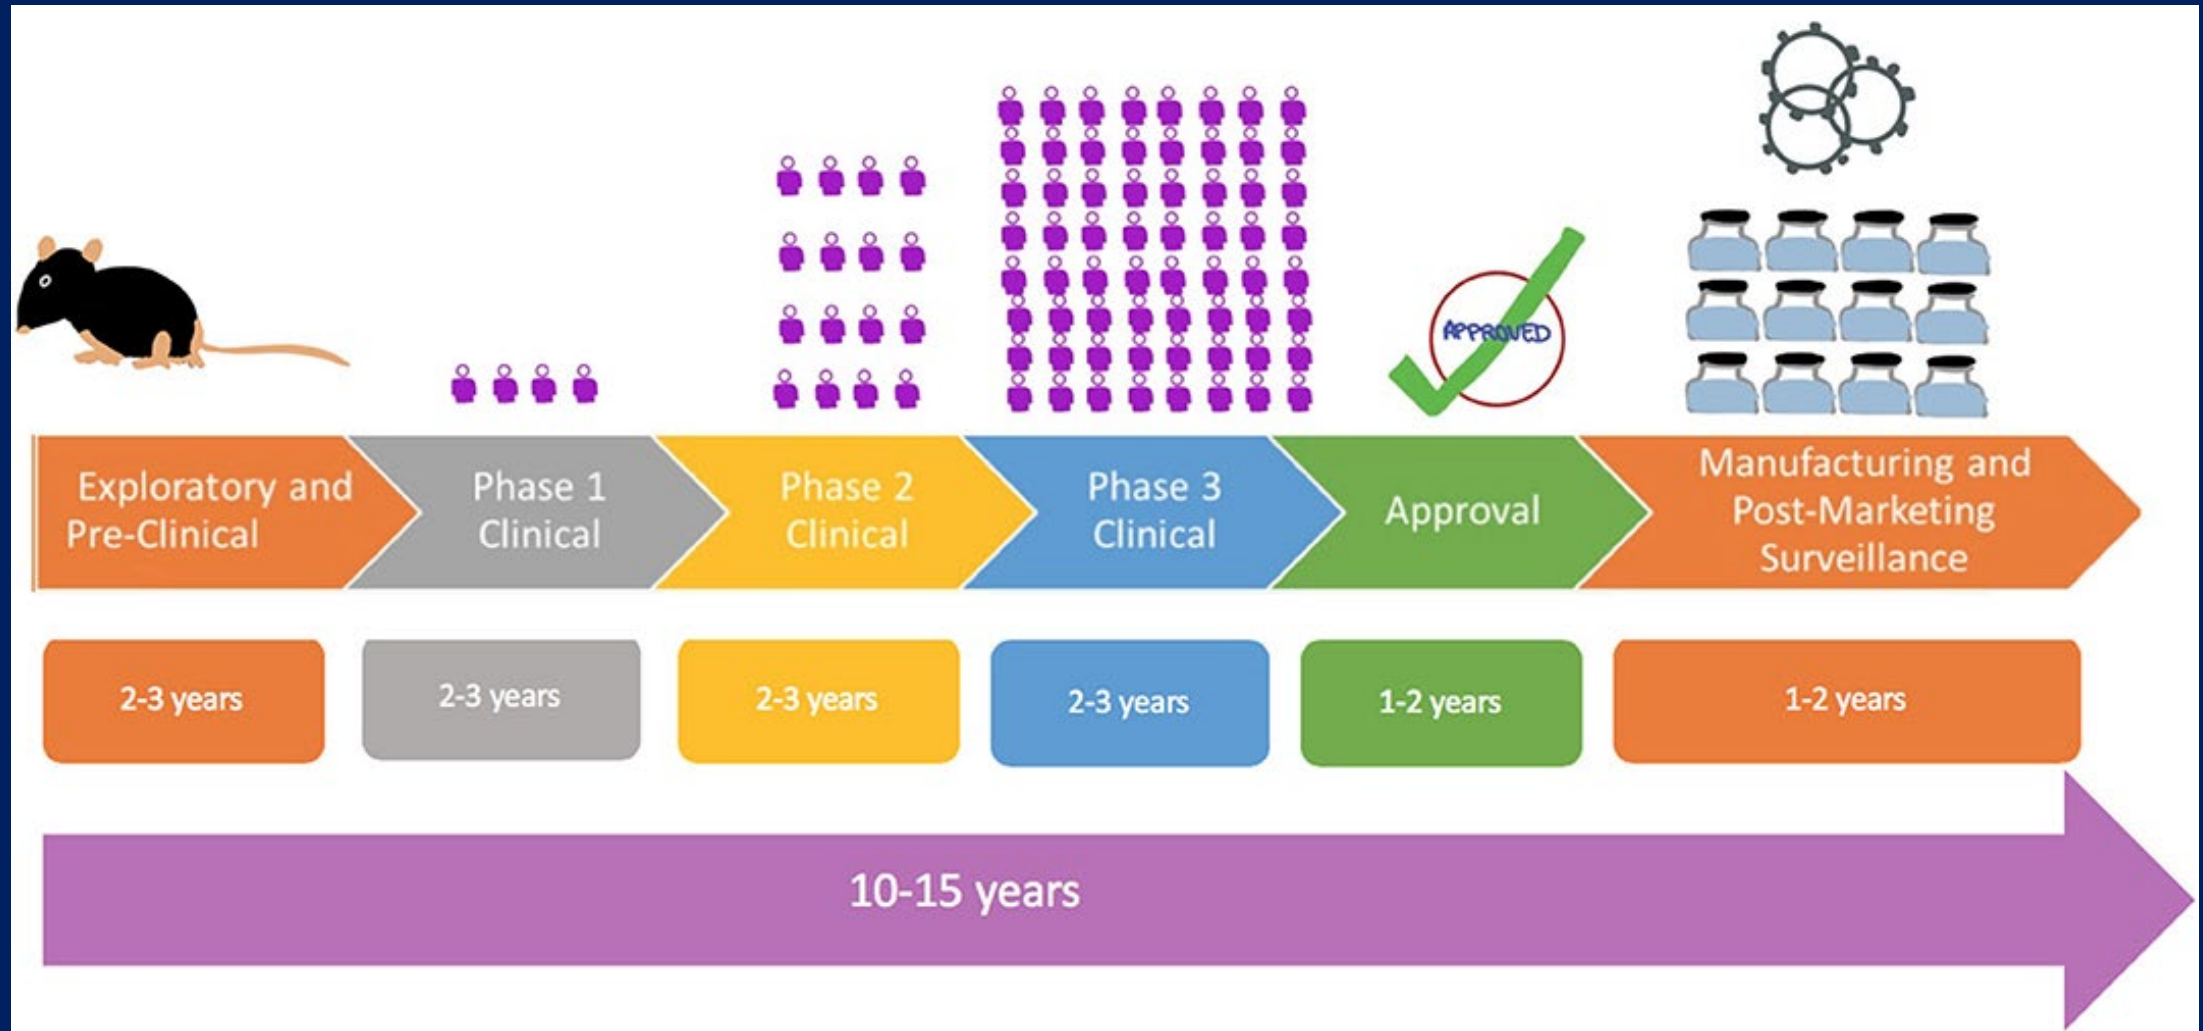 APPROVED
Exploratory and
Pre-Clinical
Phase 1
Clinical
Phase 2
Clinical
Phase 3
Clinical
Approval
Manufacturing and
Post-Marketing
Surveillance
2-3 years
2-3 years
2-3 years
2-3 years
1-2 years
1-2 years
10-15 years